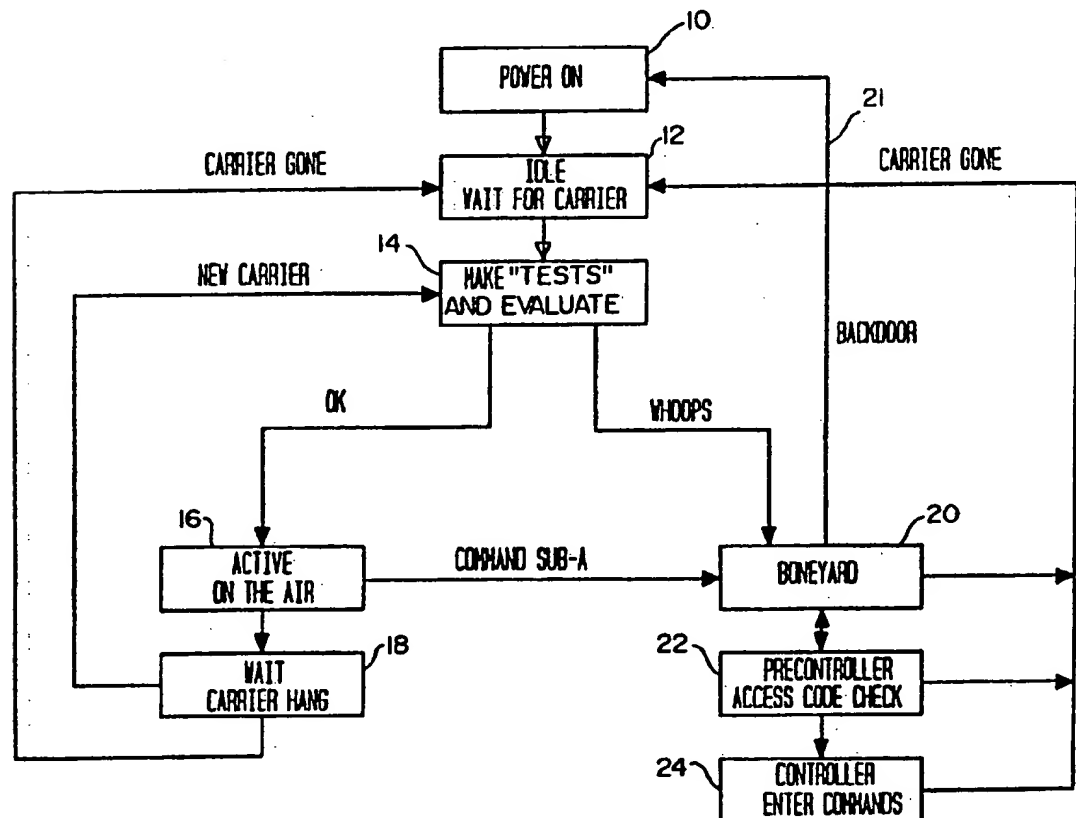 10
POWER ON
21
12
CARRIER GONE
CARRIER GONE
IDLE
WAIT FOR CARRIER
14
NEW CARRIER
MAKE "TESTS"
AND EVALUATE
BACKDOOR
OK
WHOOPS
16
20
ACTIVE
ON THE AIR
COMMAND SUB-A
BONEYARD
18
22
WAIT
CARRIER HANG
PRECONTROLLER
ACCESS CODE CHECK
24
CONTROLLER
ENTER COMMANDS